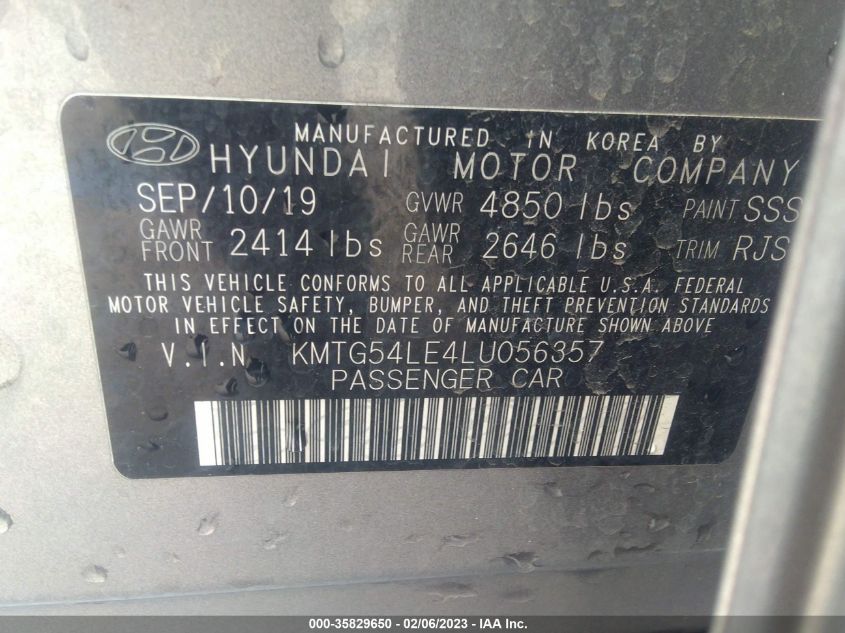 MANUFACTURED IN KOREA BY
HYUNDAI MOTOR COMPANY
SEP/10/19 GVWR 4850 lbs PAINT SSS
GAWR FRONT 2414 lbs GAWR REAR 2646 lbs TRIM RJS
THIS VEHICLE CONFORMS TO ALL APPLICABLE U.S.A. FEDERAL
MOTOR VEHICLE SAFETY, BUMPER, AND THEFT PREVENTION STANDARDS
IN EFFECT ON THE DATE OF MANUFACTURE SHOWN ABOVE
V.I.N. KMTG54LE4LU056357
PASSENGER CAR
000-35829650 - 02/06/2023 - IAA Inc.